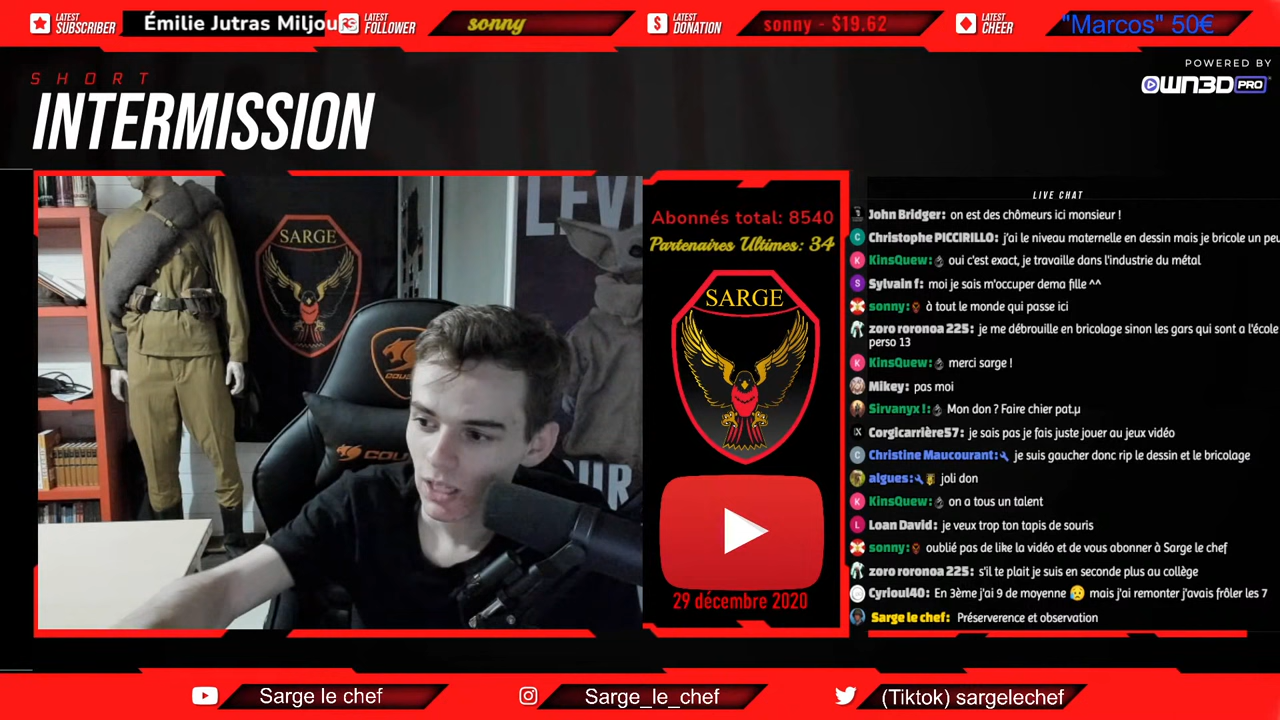 LATEST SUBSCRIBER
Émilie Jutras Miljou
LATEST FOLLOWER
sonny
LATEST DONATION
sonny - $19.62
LATEST CHEER
"Marcos" 50€
POWERED BY
OWN3D PRO
SHORT
INTERMISSION
SARGE
LEVE
OUR
COUGAR
COU
Abonnés total: 8540
Partenaires Ultimes: 34
SARGE
29 décembre 2020
LIVE CHAT
John Bridger: on est des chômeurs ici monsieur !
Christophe PICCIRILLO: j'ai le niveau maternelle en dessin mais je bricole un peu
KinsQuew: oui c'est exact, je travaille dans l'industrie du métal
Sylvain f: moi je sais m'occuper dema fille ^^
sonny: à tout le monde qui passe ici
zoro roronoa 225: je me débrouille en bricolage sinon les gars qui sont a l'école
perso 13
KinsQuew: merci sarge !
Mikey: pas moi
Sirvanyx !: Mon don ? Faire chier pat.µ
Corgicarrière57: je sais pas je fais juste jouer au jeux vidéo
Christine Maucourant: je suis gaucher donc rip le dessin et le bricolage
aigues: joli don
KinsQuew: on a tous un talent
Loan David: je veux trop ton tapis de souris
sonny: oublié pas de like la vidéo et de vous abonner à Sarge le chef
zoro roronoa 225: s'il te plait je suis en seconde plus au collège
Cyrioul40: En 3ème j'ai 9 de moyenne 😥 mais j'ai remonter j'avais frôler les 7
Sarge le chef: Préserverence et observation
Sarge le chef
Sarge_le_chef
(Tiktok) sargelechef